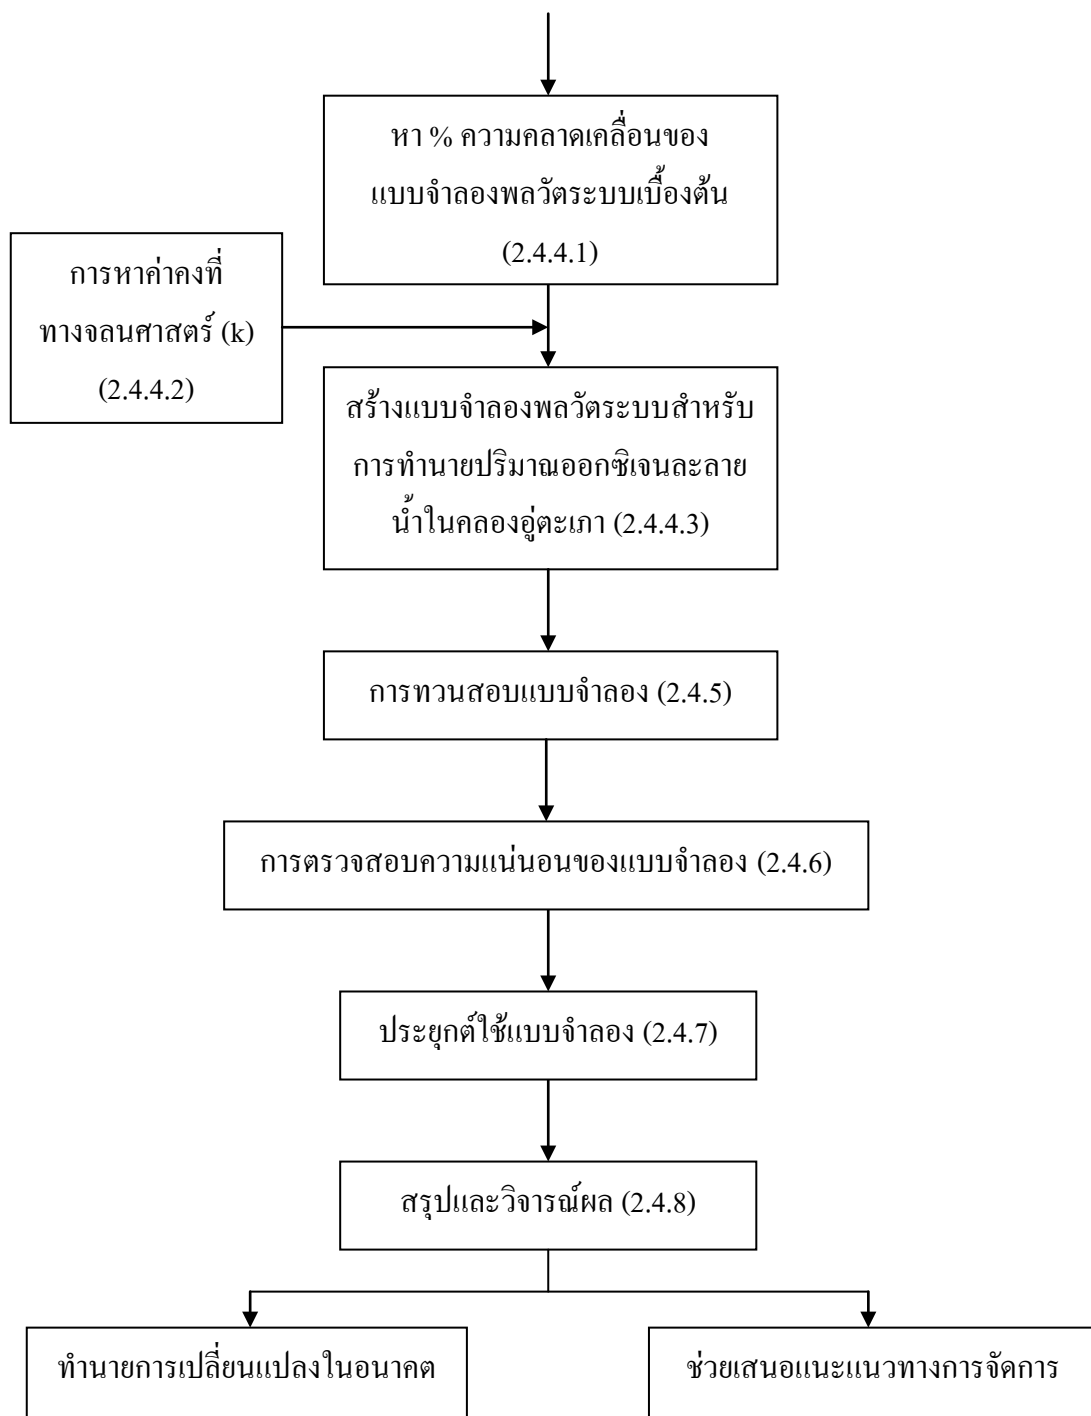 หา % ความคลาดเคลื่อนของ
แบบจำลองพลวัตระบบเบื้องต้น
(2.4.4.1)
การหาค่าคงที่
ทางจลนศาสตร์ (k)
(2.4.4.2)
สร้างแบบจำลองพลวัตระบบสำหรับ
การทำนายปริมาณออกซิเจนละลาย
น้ำในคลองอู่ตะเภา (2.4.4.3)
การทวนสอบแบบจำลอง (2.4.5)
การตรวจสอบความแน่นอนของแบบจำลอง (2.4.6)
ประยุกต์ใช้แบบจำลอง (2.4.7)
สรุปและวิจารณ์ผล (2.4.8)
ทำนายการเปลี่ยนแปลงในอนาคต
ช่วยเสนอแนะแนวทางการจัดการ